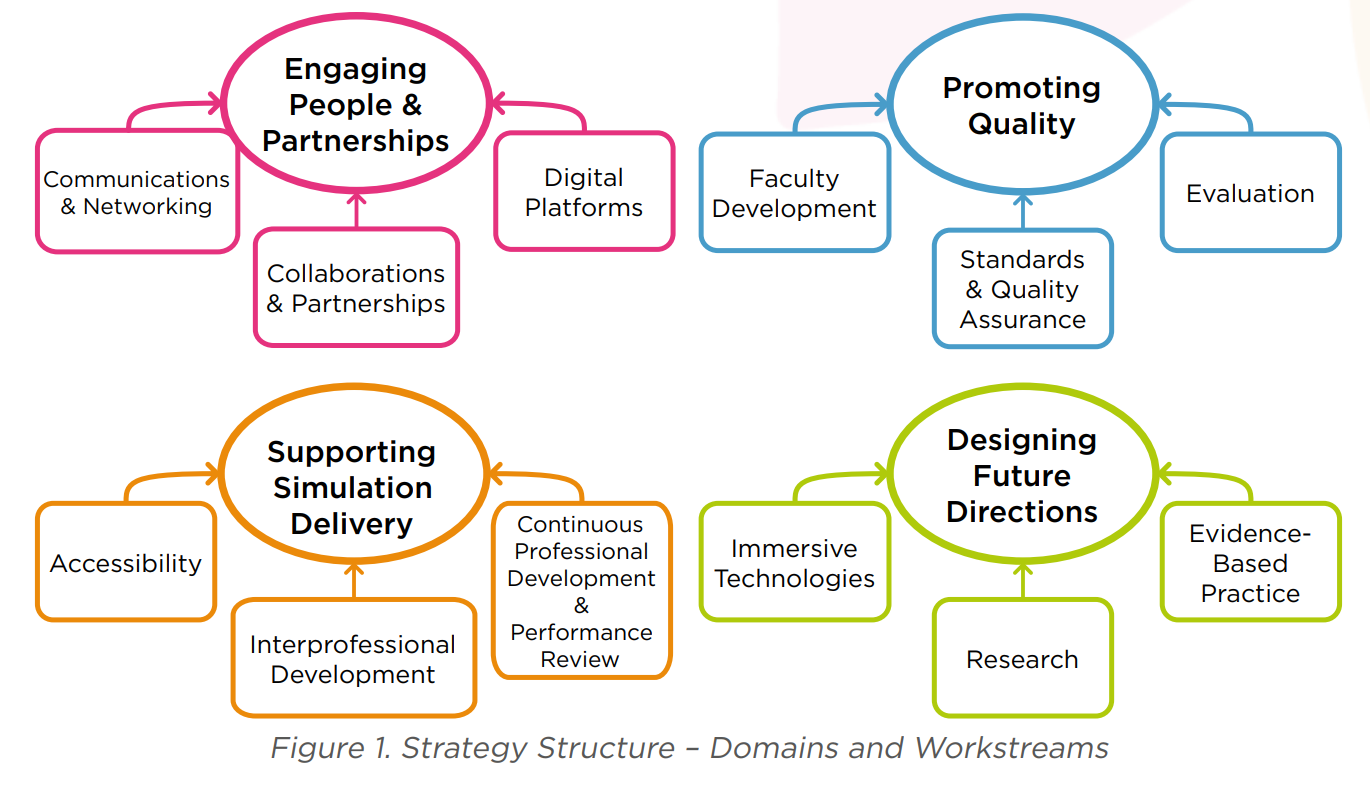 Engaging
People &
Partnerships
Communications
& Networking
Collaborations
& Partnerships
Digital
Platforms
Promoting
Quality
Faculty
Development
Standards
& Quality
Assurance
Evaluation
Supporting
Simulation
Delivery
Accessibility
Interprofessional
Development
Continuous
Professional
Development
&
Performance
Review
Designing
Future
Directions
Immersive
Technologies
Research
Evidence-
Based
Practice
Figure 1. Strategy Structure – Domains and Workstreams